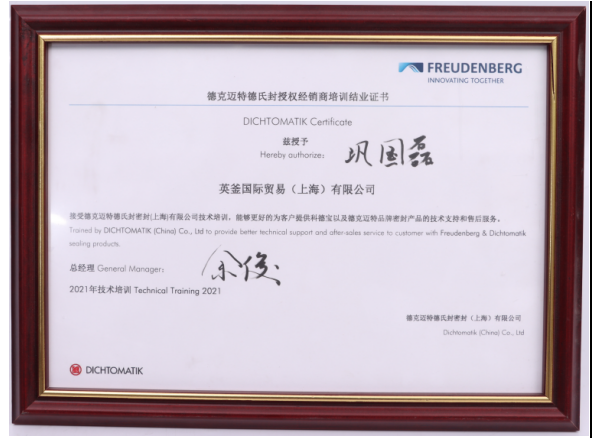 FREUDENBERG
INNOVATING TOGETHER
德克迈特德氏封授权经销商培训结业证书
DICHTOMATIK Certificate
兹授予
Hereby authorize: 巩国磊
英釜国际贸易（上海）有限公司
接受德克迈特德氏封密封(上海)有限公司技术培训，能够更好的为客户提供科德宝以及德克迈特品牌密封产品的技术支持和售后服务。
Trained by DICHTOMATIK (China) Co., Ltd to provide better technical support and after-sales service to customer with Freudenberg & Dichtomatik
sealing products.
总经理 General Manager: 余俊
2021年技术培训 Technical Training 2021
德克迈特德氏封密封（上海）有限公司
Dichtomatik (China) Co., Ltd
DICHTOMATIK